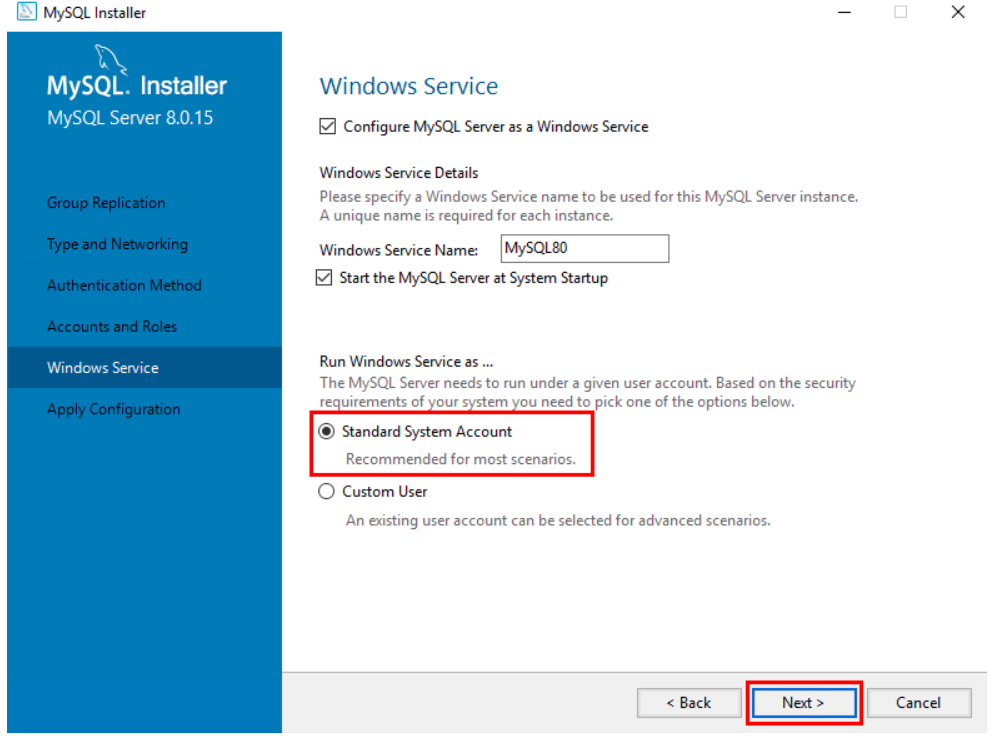 MySQL Installer
MySQL. Installer
MySQL Server 8.0.15
Group Replication
Type and Networking
Authentication Method
Accounts and Roles
Windows Service
Apply Configuration
Windows Service
Configure MySQL Server as a Windows Service
Windows Service Details
Please specify a Windows Service name to be used for this MySQL Server instance.
A unique name is required for each instance.
Windows Service Name: MySQL80
Start the MySQL Server at System Startup
Run Windows Service as ...
The MySQL Server needs to run under a given user account. Based on the security
requirements of your system you need to pick one of the options below.
Standard System Account
Recommended for most scenarios.
Custom User
An existing user account can be selected for advanced scenarios.
< Back Next > Cancel